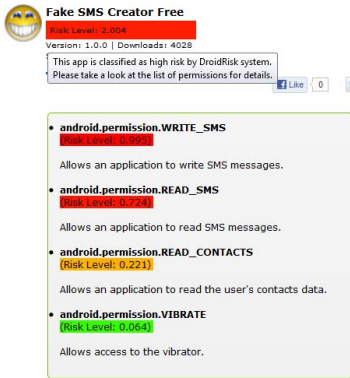 Fake SMS Creator Free
Risk Level: 2.004
Version: 1.0.0 | Downloads: 4028
This app is classified as high risk by DroidRisk system.
Please take a look at the list of permissions for details.
Like 0
• android.permission.WRITE_SMS
(Risk Level: 0.995)
Allows an application to write SMS messages.
• android.permission.READ_SMS
(Risk Level: 0.724)
Allows an application to read SMS messages.
• android.permission.READ_CONTACTS
(Risk Level: 0.221)
Allows an application to read the user's contacts data.
• android.permission.VIBRATE
(Risk Level: 0.064)
Allows access to the vibrator.